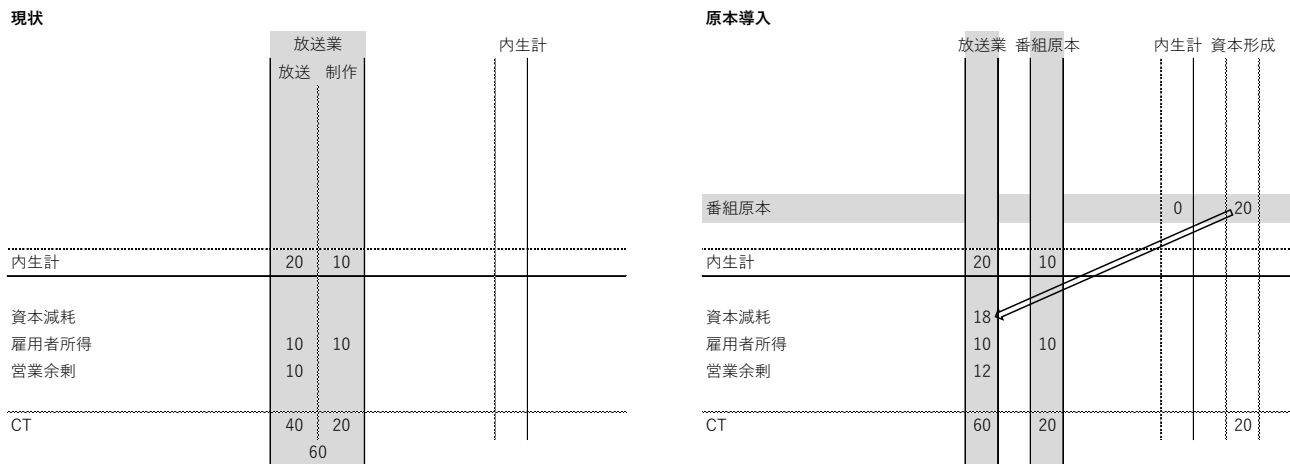 現状
放送業 内生計
放送 制作
内生計 20 10
資本減耗
雇用者所得 10 10
営業余剰 10
CT 40 20
60
原本導入
放送業 番組原本 内生計 資本形成
番組原本 0 20
内生計 20 10
資本減耗 18
雇用者所得 10 10
営業余剰 12
CT 60 20 20